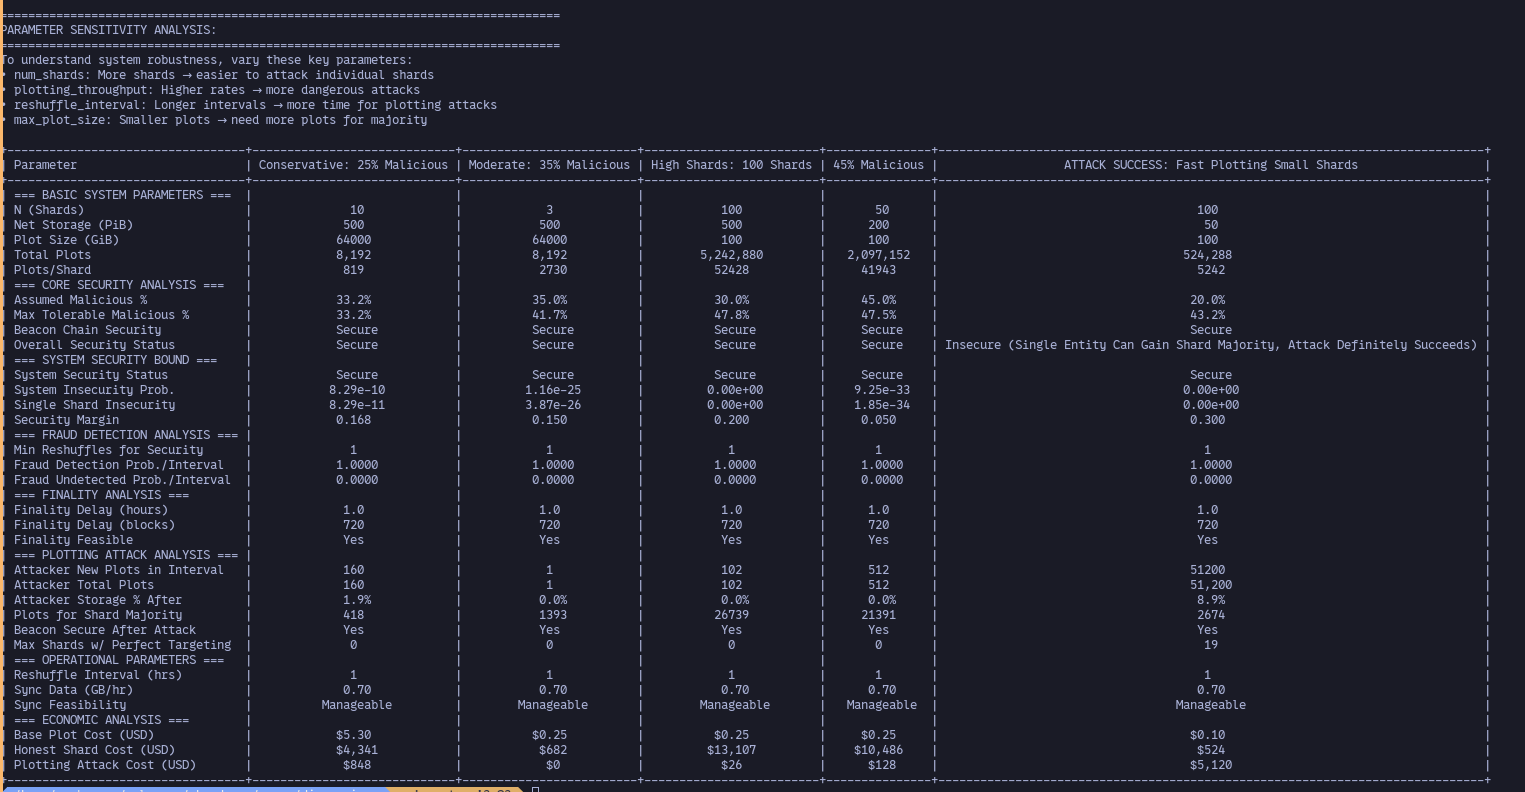 ================================================================================
PARAMETER SENSITIVITY ANALYSIS:
================================================================================
To understand system robustness, vary these key parameters:
• num_shards: More shards → easier to attack individual shards
• plotting_throughput: Higher rates → more dangerous attacks
• reshuffle_interval: Longer intervals → more time for plotting attacks
• max_plot_size: Smaller plots → need more plots for majority
| Parameter | Conservative: 25% Malicious | Moderate: 35% Malicious | High Shards: 100 Shards | 45% Malicious | ATTACK SUCCESS: Fast Plotting Small Shards |
| === BASIC SYSTEM PARAMETERS === | | | | | |
| N (Shards) | 10 | 3 | 100 | 50 | 100 |
| Net Storage (PiB) | 500 | 500 | 500 | 200 | 50 |
| Plot Size (GiB) | 64000 | 64000 | 100 | 100 | 100 |
| Total Plots | 8,192 | 8,192 | 5,242,880 | 2,097,152 | 524,288 |
| Plots/Shard | 819 | 2730 | 52428 | 41943 | 5242 |
| === CORE SECURITY ANALYSIS === | | | | | |
| Assumed Malicious % | 33.2% | 35.0% | 30.0% | 45.0% | 20.0% |
| Max Tolerable Malicious % | 33.2% | 41.7% | 47.8% | 47.5% | 43.2% |
| Beacon Chain Security | Secure | Secure | Secure | Secure | Secure |
| Overall Security Status | Secure | Secure | Secure | Secure | Insecure (Single Entity Can Gain Shard Majority, Attack Definitely Succeeds) |
| === SYSTEM SECURITY BOUND === | | | | | |
| System Security Status | Secure | Secure | Secure | Secure | Secure |
| System Insecurity Prob. | 8.29e-10 | 1.16e-25 | 0.00e+00 | 9.25e-33 | 0.00e+00 |
| Single Shard Insecurity | 8.29e-11 | 3.87e-26 | 0.00e+00 | 1.85e-34 | 0.00e+00 |
| Security Margin | 0.168 | 0.150 | 0.200 | 0.050 | 0.300 |
| === FRAUD DETECTION ANALYSIS === | | | | | |
| Min Reshuffles for Security | 1 | 1 | 1 | 1 | 1 |
| Fraud Detection Prob./Interval | 1.0000 | 1.0000 | 1.0000 | 1.0000 | 1.0000 |
| Fraud Undetected Prob./Interval | 0.0000 | 0.0000 | 0.0000 | 0.0000 | 0.0000 |
| === FINALITY ANALYSIS === | | | | | |
| Finality Delay (hours) | 1.0 | 1.0 | 1.0 | 1.0 | 1.0 |
| Finality Delay (blocks) | 720 | 720 | 720 | 720 | 720 |
| Finality Feasible | Yes | Yes | Yes | Yes | Yes |
| === PLOTTING ATTACK ANALYSIS === | | | | | |
| Attacker New Plots in Interval | 160 | 1 | 102 | 512 | 51200 |
| Attacker Total Plots | 160 | 1 | 102 | 512 | 51,200 |
| Attacker Storage % After | 1.9% | 0.0% | 0.0% | 0.0% | 8.9% |
| Plots for Shard Majority | 418 | 1393 | 26739 | 21391 | 2674 |
| Beacon Secure After Attack | Yes | Yes | Yes | Yes | Yes |
| Max Shards w/ Perfect Targeting | 0 | 0 | 0 | 0 | 19 |
| === OPERATIONAL PARAMETERS === | | | | | |
| Reshuffle Interval (hrs) | 1 | 1 | 1 | 1 | 1 |
| Sync Data (GB/hr) | 0.70 | 0.70 | 0.70 | 0.70 | 0.70 |
| Sync Feasibility | Manageable | Manageable | Manageable | Manageable | Manageable |
| === ECONOMIC ANALYSIS === | | | | | |
| Base Plot Cost (USD) | $5.30 | $0.25 | $0.25 | $0.25 | $0.10 |
| Honest Shard Cost (USD) | $4,341 | $682 | $13,107 | $10,486 | $524 |
| Plotting Attack Cost (USD) | $848 | $0 | $26 | $128 | $5,120 |